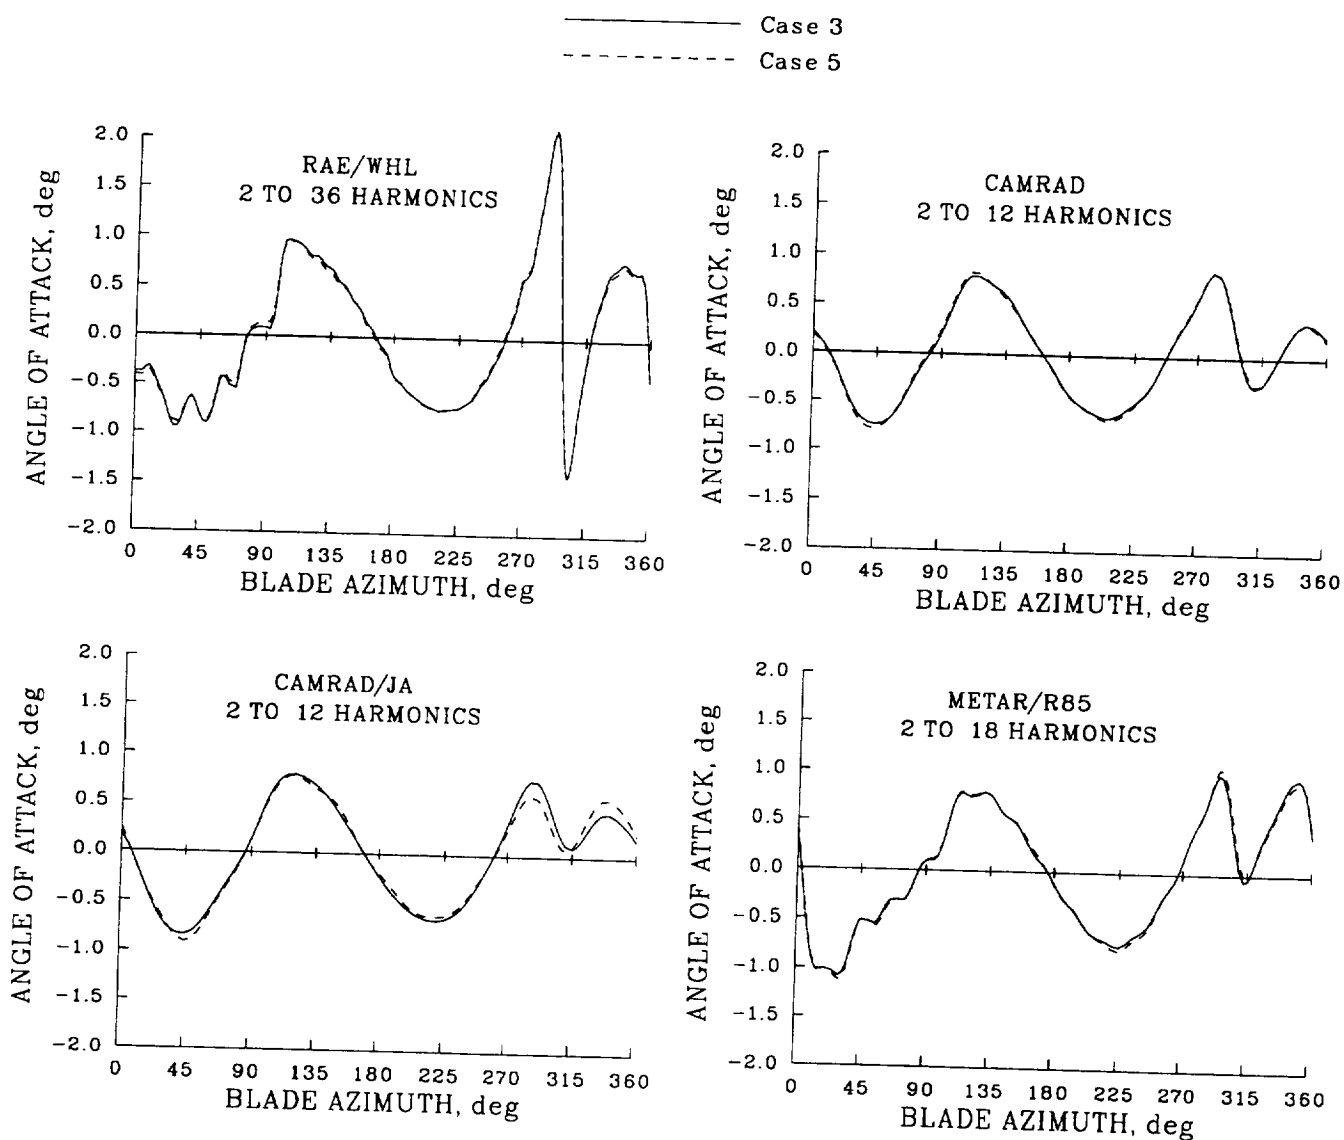 Case 3
Case 5
RAE/WHL
2 TO 36 HARMONICS
ANGLE OF ATTACK, deg
2.0
1.5
1.0
0.5
0.0
−0.5
−1.0
−1.5
−2.0
0 45 90 135 180 225 270 315 360
BLADE AZIMUTH, deg
CAMRAD
2 TO 12 HARMONICS
ANGLE OF ATTACK, deg
2.0
1.5
1.0
0.5
0.0
−0.5
−1.0
−1.5
−2.0
0 45 90 135 180 225 270 315 360
BLADE AZIMUTH, deg
CAMRAD/JA
2 TO 12 HARMONICS
ANGLE OF ATTACK, deg
2.0
1.5
1.0
0.5
0.0
−0.5
−1.0
−1.5
−2.0
0 45 90 135 180 225 270 315 360
BLADE AZIMUTH, deg
METAR/R85
2 TO 18 HARMONICS
ANGLE OF ATTACK, deg
2.0
1.5
1.0
0.5
0.0
−0.5
−1.0
−1.5
−2.0
0 45 90 135 180 225 270 315 360
BLADE AZIMUTH, deg